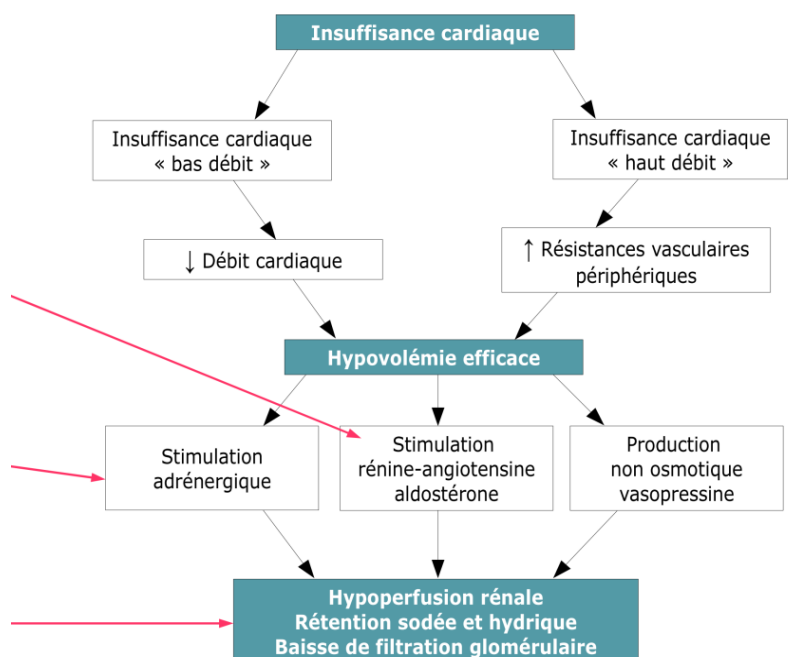 Insuffisance cardiaque
Insuffisance cardiaque
« bas débit »
Insuffisance cardiaque
« haut débit »
↓ Débit cardiaque
↑ Résistances vasculaires
périphériques
Hypovolémie efficace
Stimulation
adrénergique
Stimulation
rénine-angiotensine
aldostérone
Production
non osmotique
vasopressine
Hypoperfusion rénale
Rétention sodée et hydrique
Baisse de filtration glomérulaire